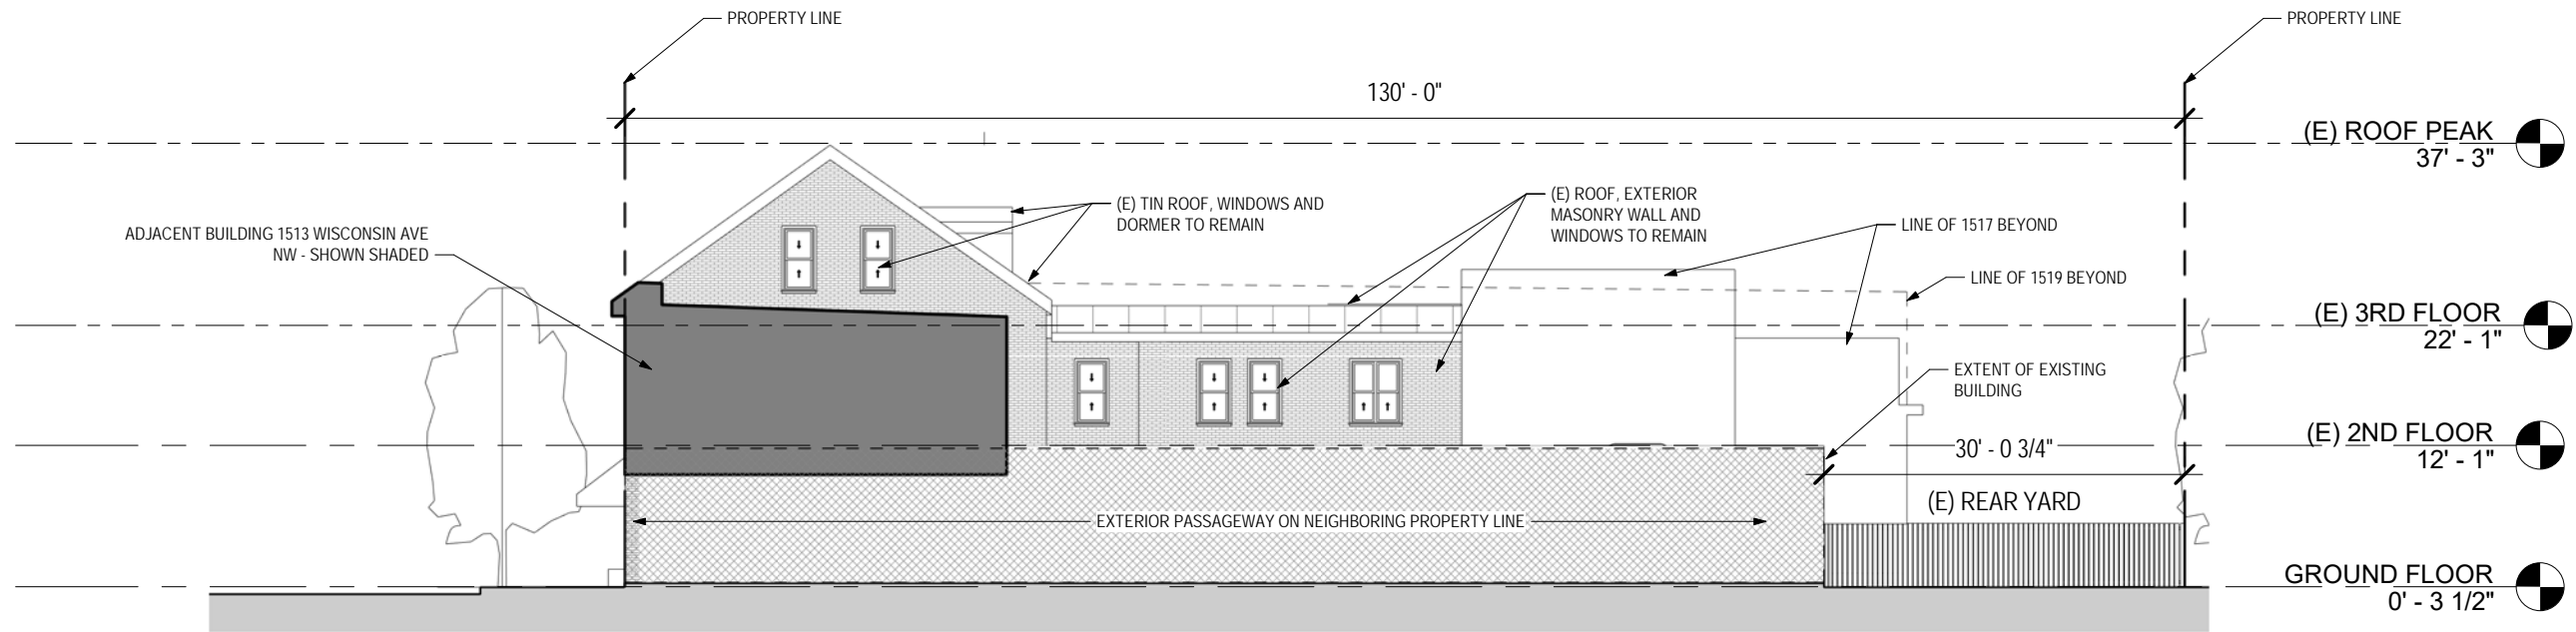 PROPERTY LINE
PROPERTY LINE
130' - 0"
(E) ROOF PEAK
37' - 3"
(E) TIN ROOF, WINDOWS AND
DORMER TO REMAIN
(E) ROOF, EXTERIOR
MASONRY WALL AND
WINDOWS TO REMAIN
LINE OF 1517 BEYOND
ADJACENT BUILDING 1513 WISCONSIN AVE
NW - SHOWN SHADED
LINE OF 1519 BEYOND
(E) 3RD FLOOR
22' - 1"
EXTENT OF EXISTING
BUILDING
(E) 2ND FLOOR
12' - 1"
30' - 0 3/4"
(E) REAR YARD
EXTERIOR PASSAGEWAY ON NEIGHBORING PROPERTY LINE
GROUND FLOOR
0' - 3 1/2"